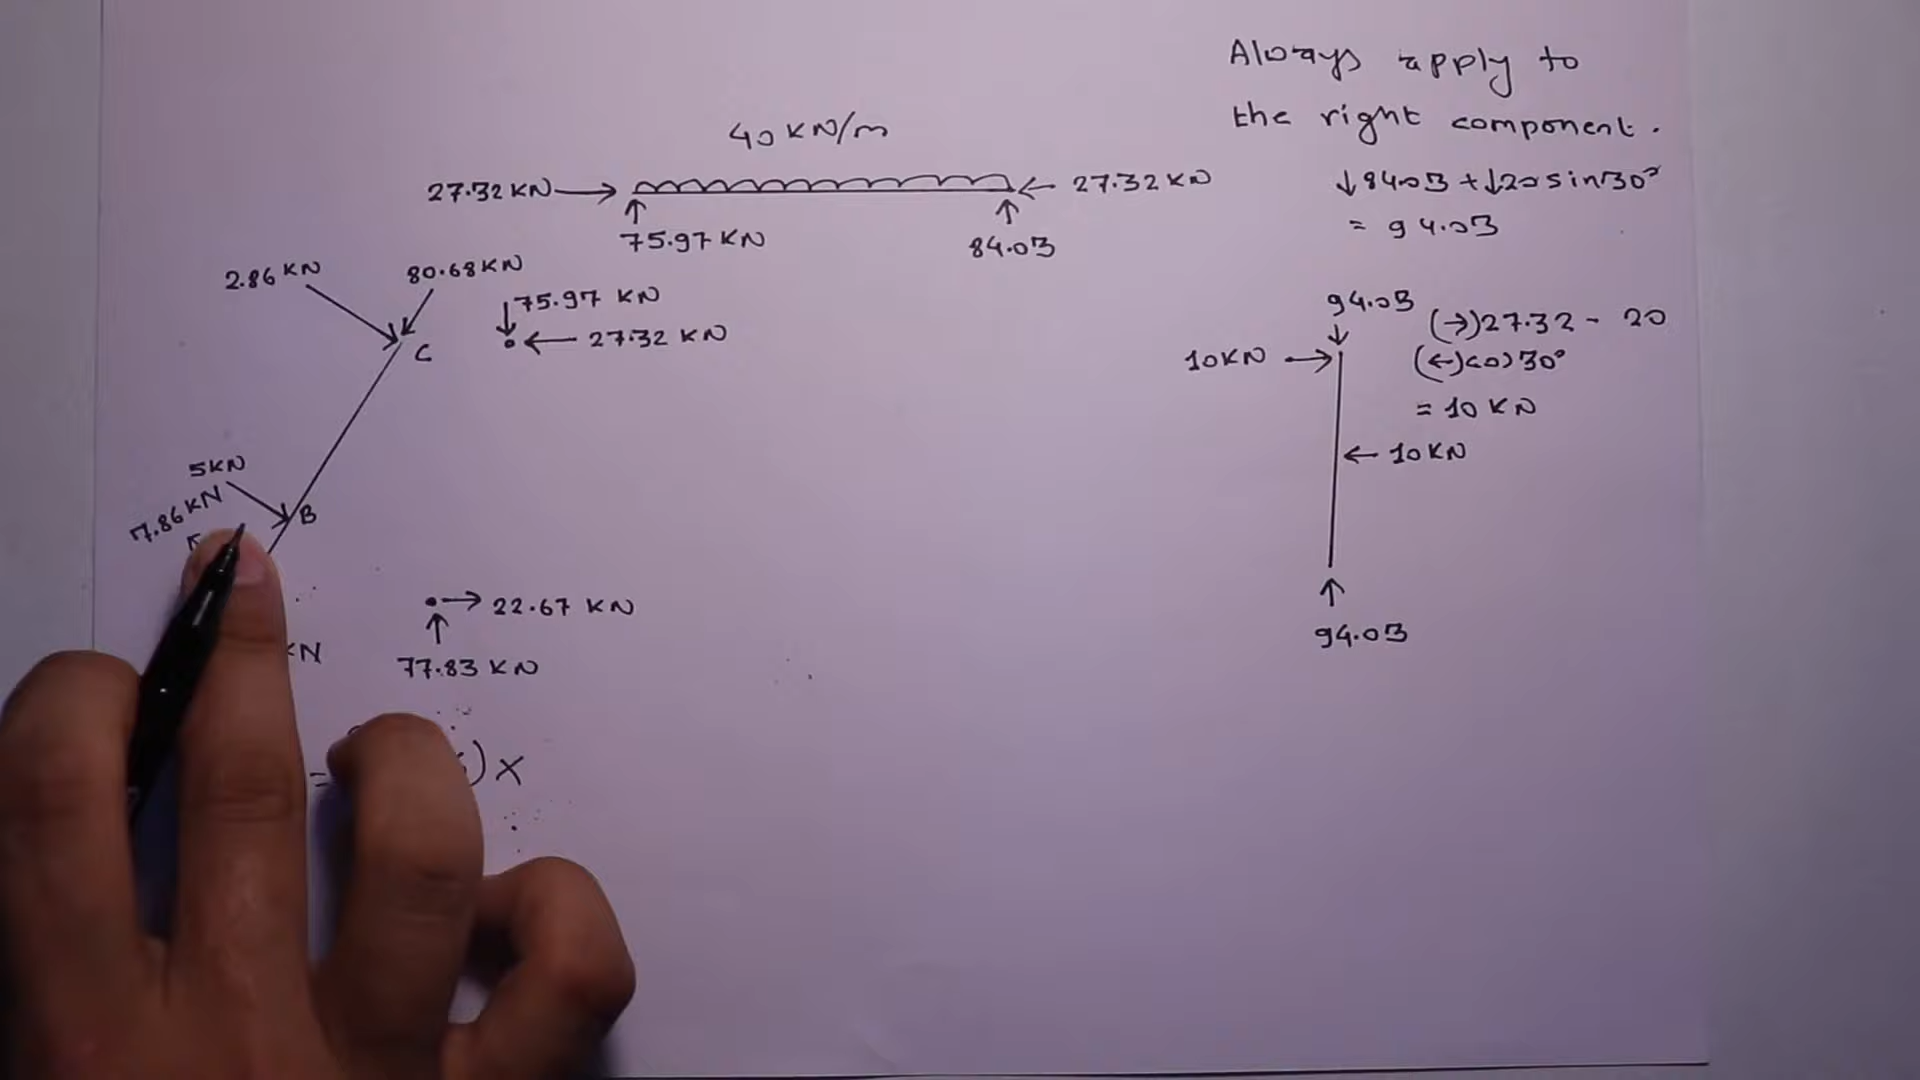 Always apply to
the right component.
40 KN/m
27.32 KN
27.32 KN
↓84.03 + ↓20 sin 30°
= 94.03
75.97 KN
84.03
2.86 KN
80.68 KN
75.97 KN
27.32 KN
C
94.03
(→)27.32 - 20
(←)cos 30°
= 10 KN
10 KN
10 KN
5 KN
7.86 KN
B
22.67 KN
77.83 KN
KN
94.03
=
) x